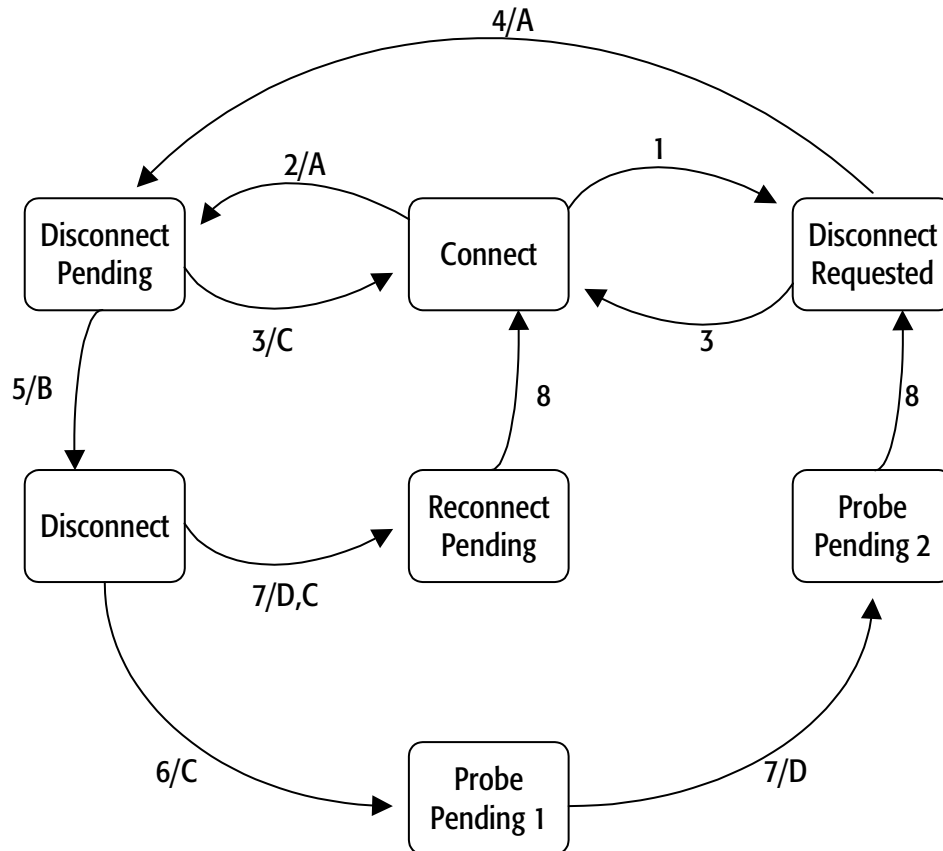 4/A
2/A
1
Disconnect
Pending
Connect
Disconnect
Requested
3/C
3
5/B
8
8
Disconnect
Reconnect
Pending
Probe
Pending 2
7/D,C
6/C
Probe
Pending 1
7/D